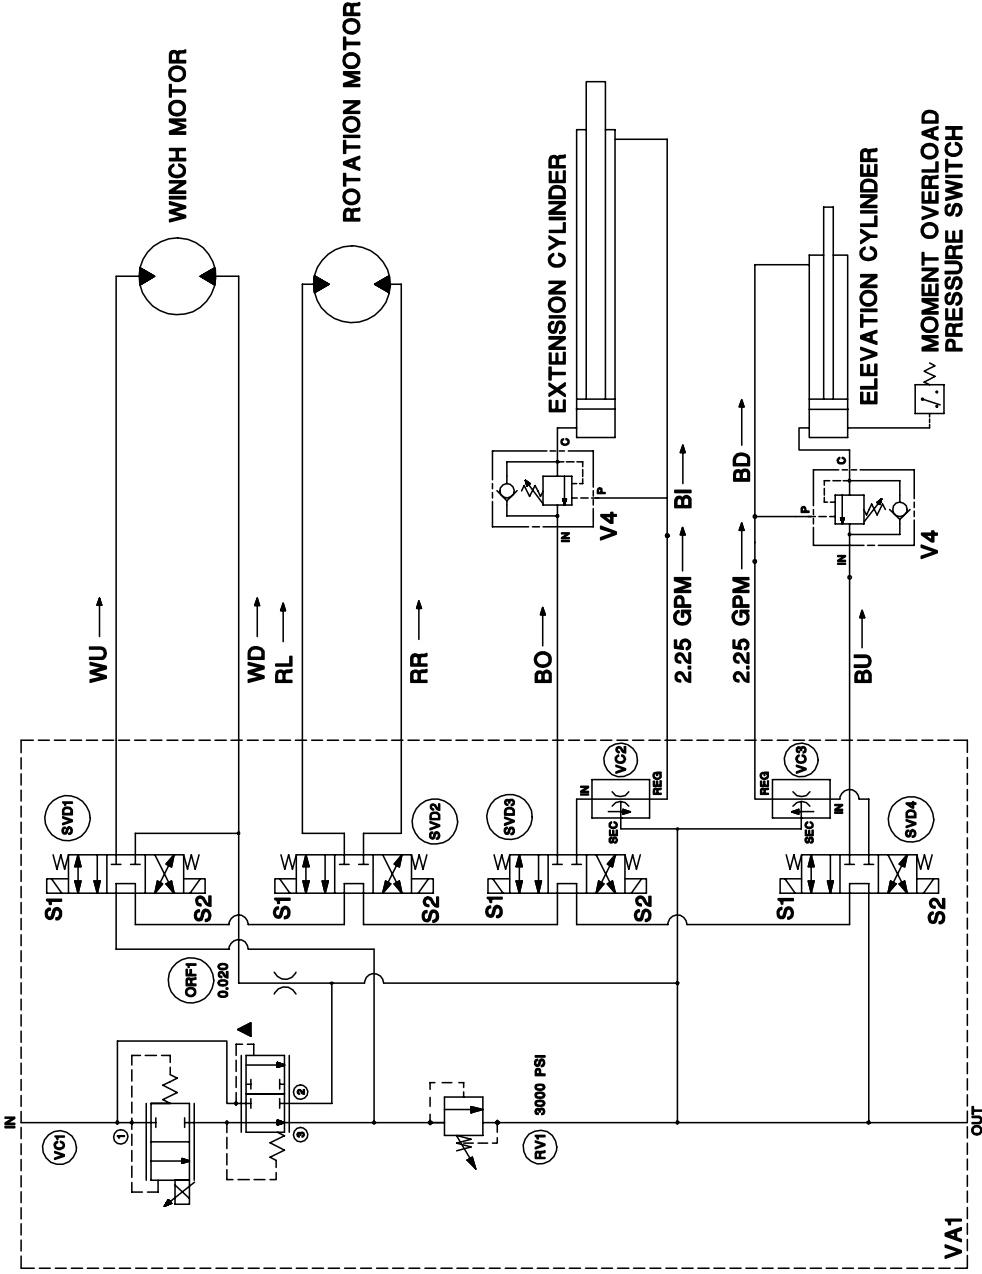 WINCH MOTOR
ROTATION MOTOR
EXTENSION CYLINDER
ELEVATION CYLINDER
MOMENT OVERLOAD
PRESSURE SWITCH
C
P
IN
V4
C
P
IN
V4
WU
WD
RL
RR
BO
2.25 GPM
BI
2.25 GPM
BD
BU
SVD1
S1
S2
SVD2
S1
S2
SVD3
S1
S2
IN
VC2
REG
SEC
REG
VC3
IN
SEC
SVD4
S1
S2
ORF1
0.020
IN
VC1
1
2
3
RV1
3000 PSI
OUT
VA1